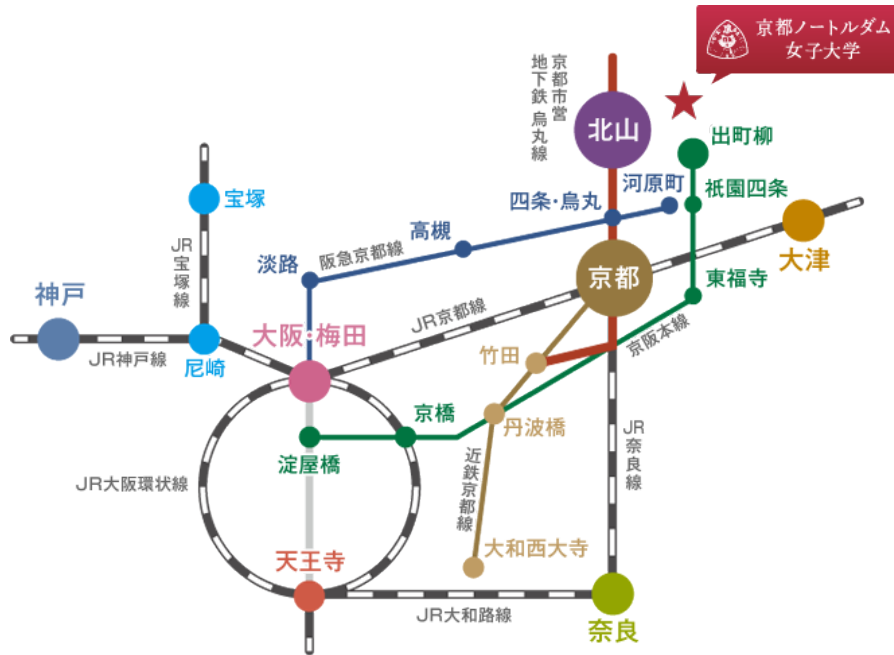 京都ノートルダム
女子大学
京都市営
地下鉄 烏丸線
北山
出町柳
河原町
祇園四条
四条・烏丸
宝塚
高槻
大津
JR宝塚線
阪急京都線
淡路
京都
東福寺
神戸
JR京都線
大阪・梅田
京阪本線
JR神戸線
尼崎
竹田
京橋
丹波橋
淀屋橋
JR奈良線
近鉄京都線
JR大阪環状線
大和西大寺
天王寺
JR大和路線
奈良